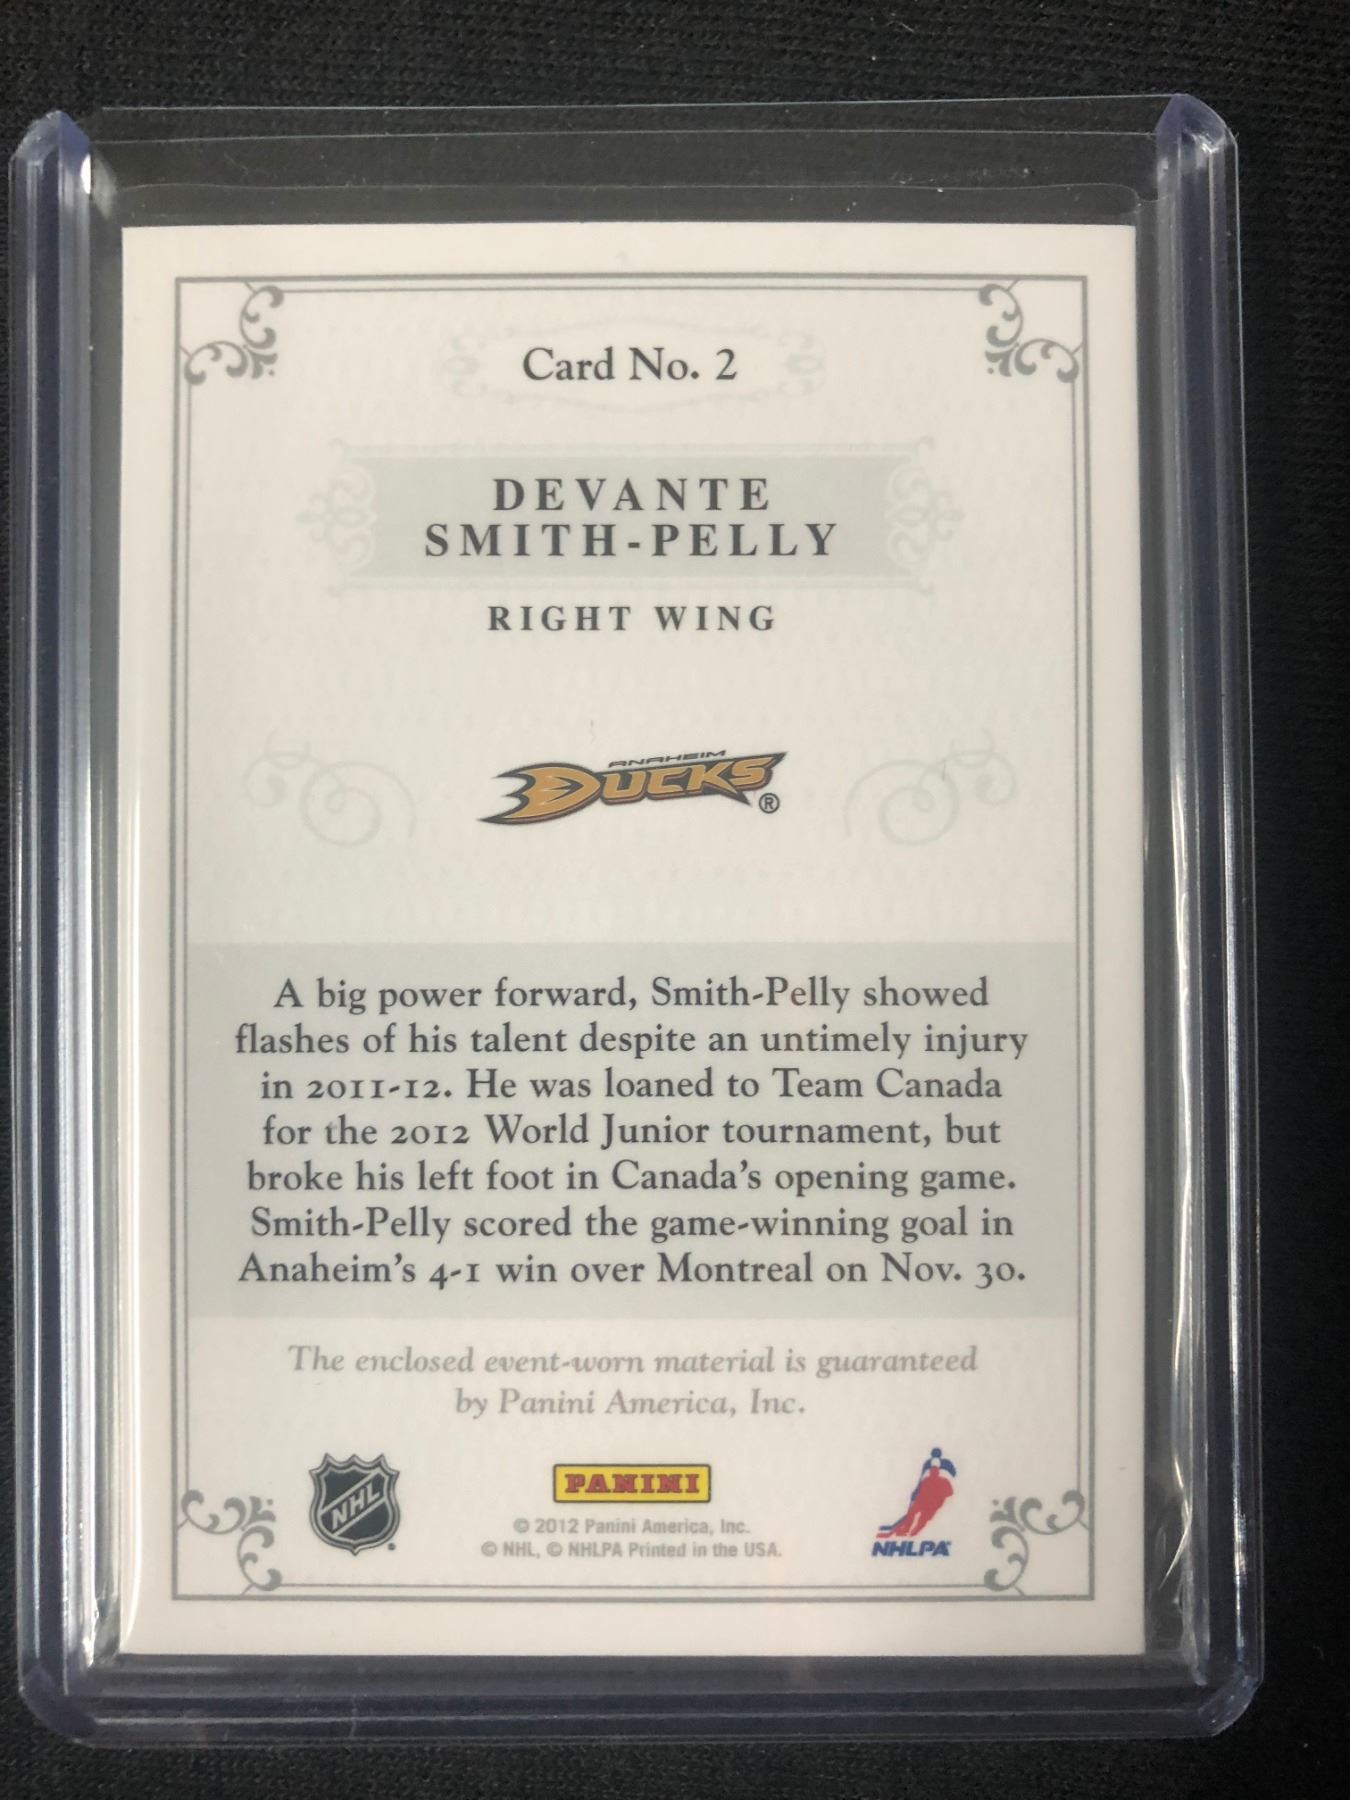 Card No. 2
DEVANTE
SMITH-PELLY
RIGHT WING
ANAHEIM
DUCKS®
A big power forward, Smith-Pelly showed
flashes of his talent despite an untimely injury
in 2011-12. He was loaned to Team Canada
for the 2012 World Junior tournament, but
broke his left foot in Canada's opening game.
Smith-Pelly scored the game-winning goal in
Anaheim's 4-1 win over Montreal on Nov. 30.
The enclosed event-worn material is guaranteed
by Panini America, Inc.
NHL
PANINI
© 2012 Panini America, Inc.
© NHL, © NHLPA Printed in the USA.
NHLPA